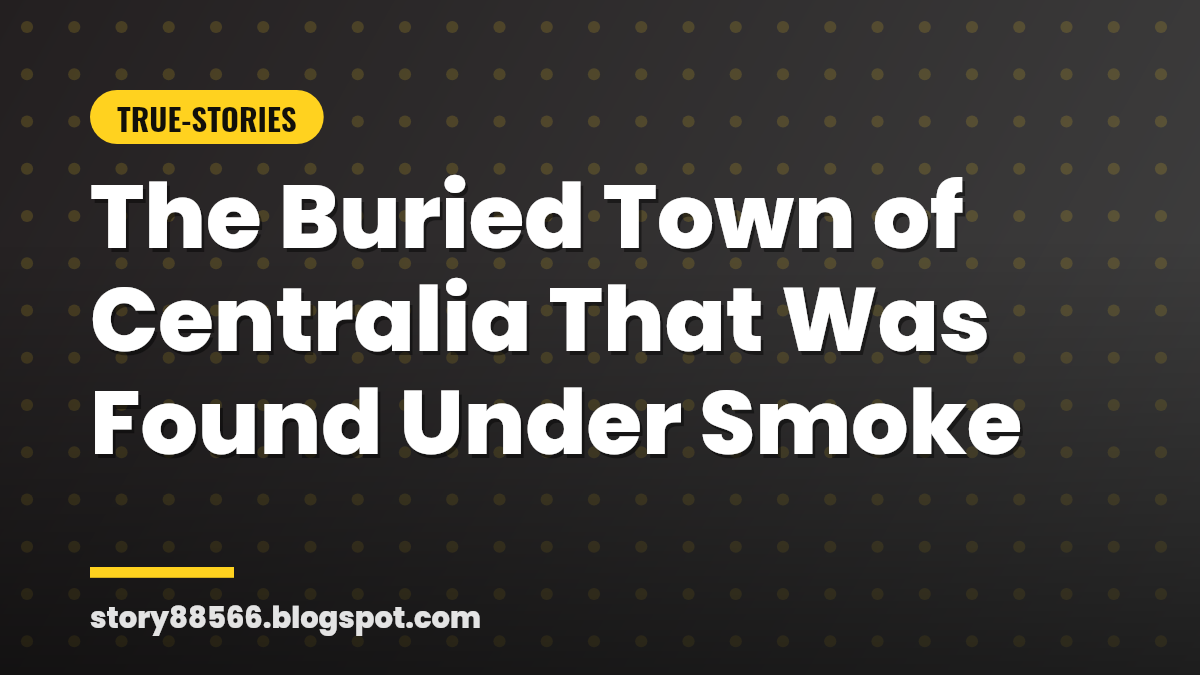 TRUE-STORIES
The Buried Town of
Centralia That Was
Found Under Smoke
story88566.blogspot.com